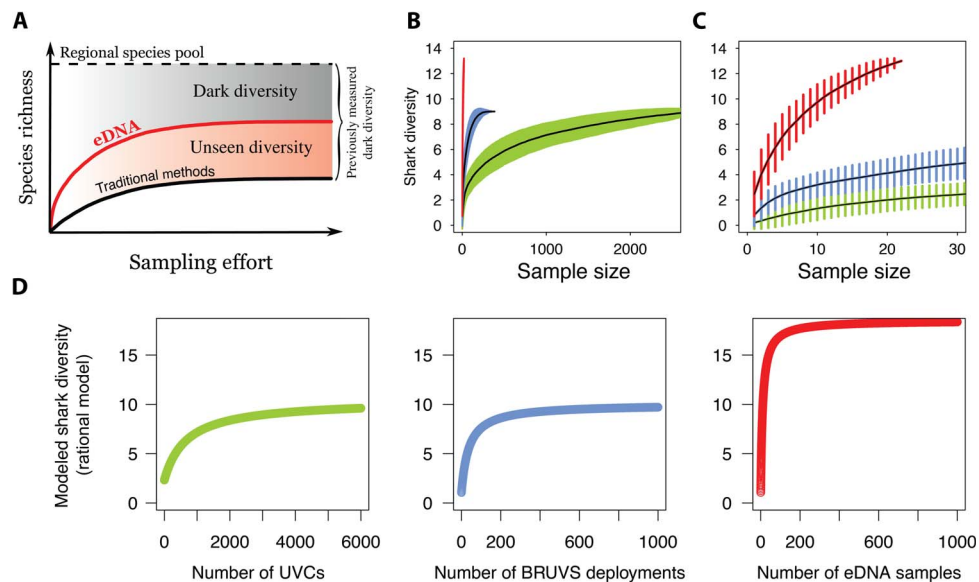 A
Regional species pool
Dark diversity
eDNA
Unseen diversity
Traditional methods
Species richness
Sampling effort
Previously measured
dark diversity
B
14
12
10
8
6
4
2
0
Shark diversity
0 1000 2000
Sample size
C
14
12
10
8
6
4
2
0
0 10 20 30
Sample size
D
Modeled shark diversity
(rational model)
15
10
5
0
0 2000 4000 6000
Number of UVCs
15
10
5
0
0 200 600 1000
Number of BRUVS deployments
15
10
5
0
0 200 600 1000
Number of eDNA samples